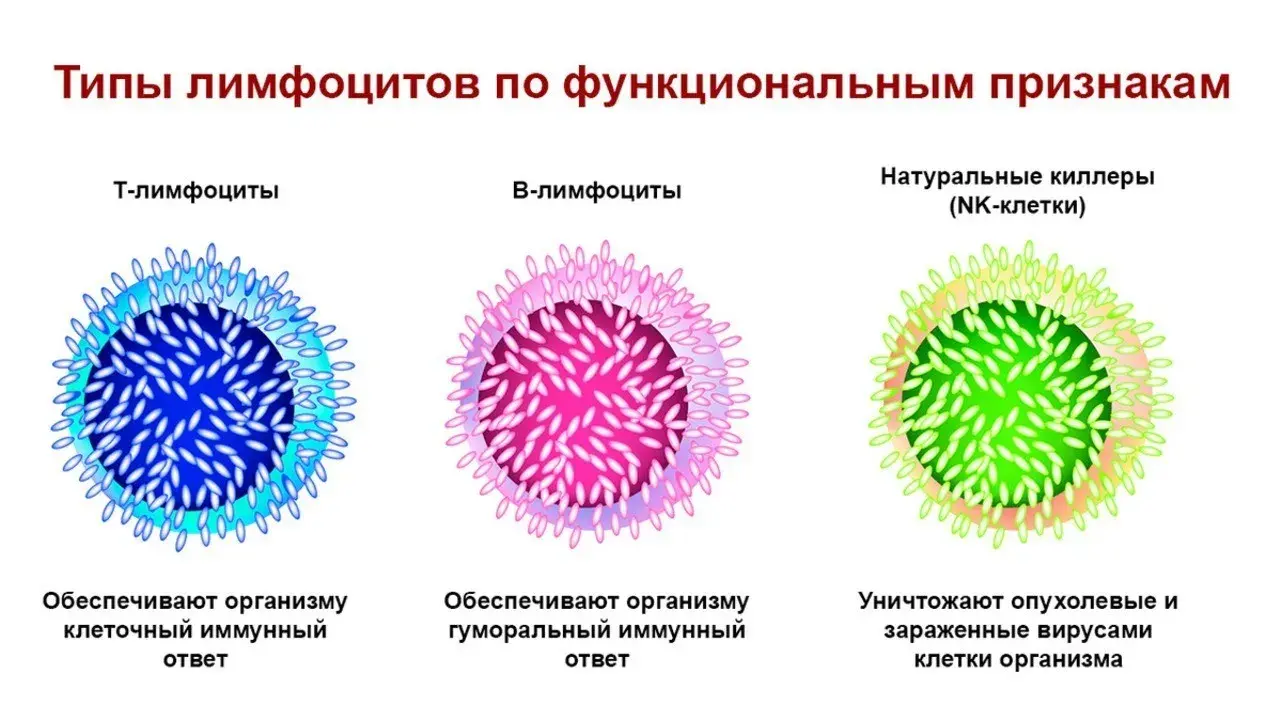 Типы лимфоцитов по функциональным признакам
Т-лимфоциты
Обеспечивают организму
клеточный иммунный
ответ
В-лимфоциты
Обеспечивают организму
гуморальный иммунный
ответ
Натуральные киллеры
(NK-клетки)
Уничтожают опухолевые и
зараженные вирусами
клетки организма